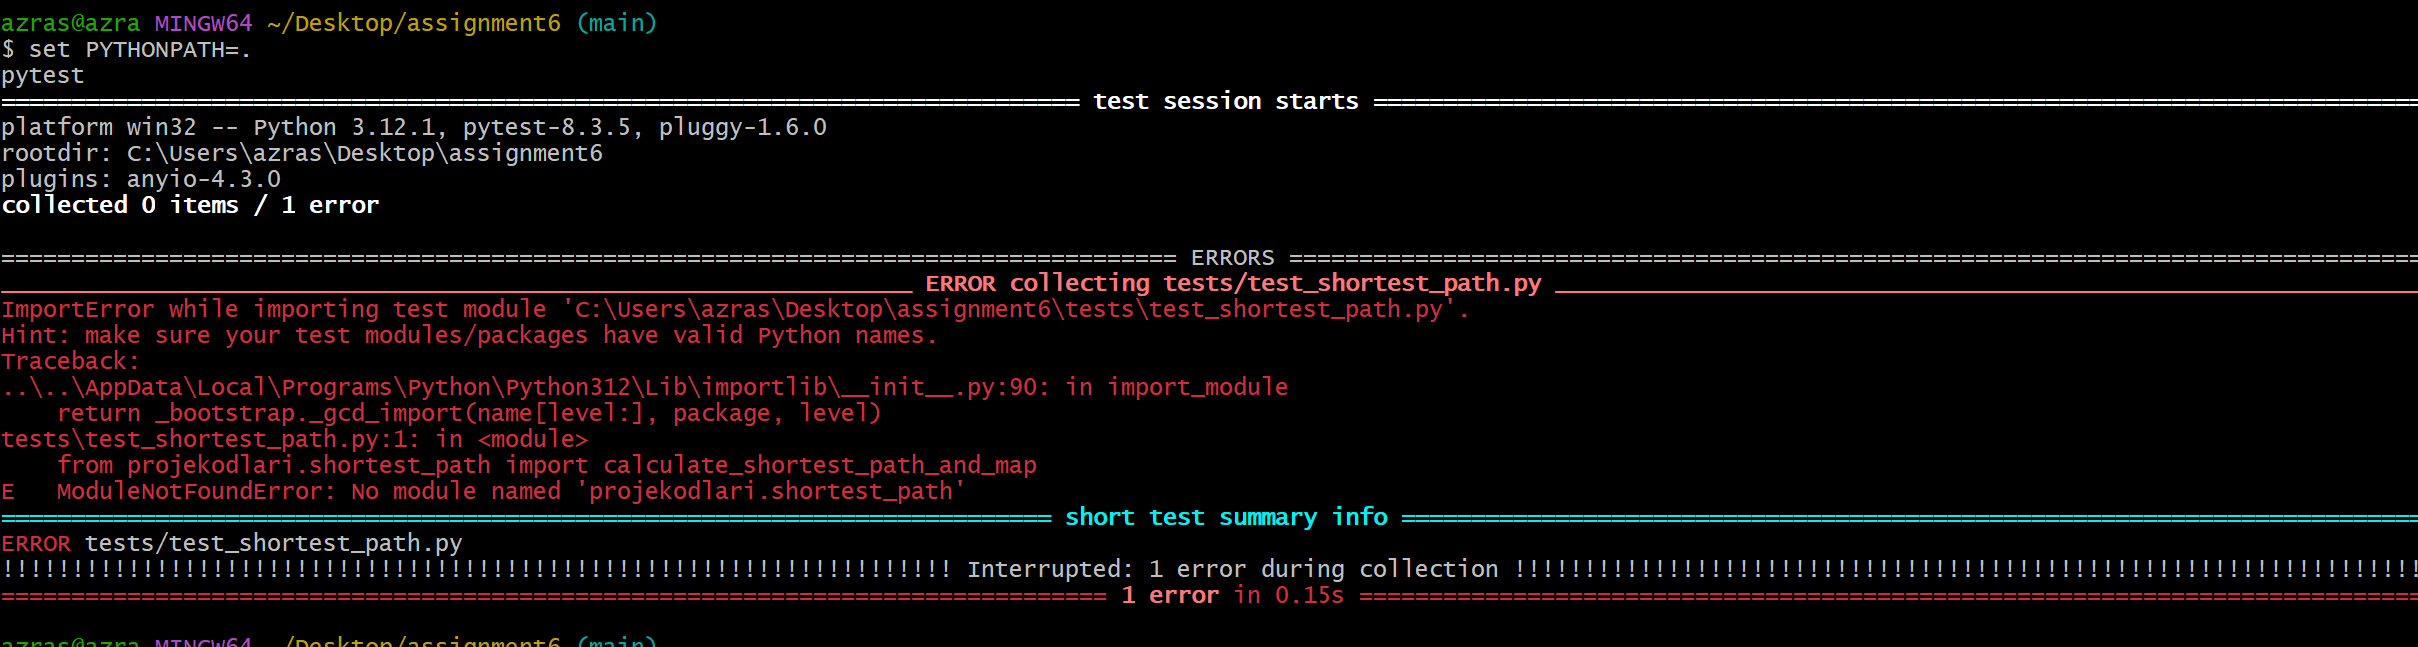 azras@azra MINGW64 ~/Desktop/assignment6 (main)
$ set PYTHONPATH=.
pytest
============================================================================= test session starts ===========================================================================
platform win32 -- Python 3.12.1, pytest-8.3.5, pluggy-1.6.0
rootdir: C:\Users\azras\Desktop\assignment6
plugins: anyio-4.3.0
collected 0 items / 1 error
==================================================================================== ERRORS =================================================================================
_________________________________________________________________ ERROR collecting tests/test_shortest_path.py ______________________________________________________________
ImportError while importing test module 'C:\Users\azras\Desktop\assignment6\tests\test_shortest_path.py'.
Hint: make sure your test modules/packages have valid Python names.
Traceback:
..\..\AppData\Local\Programs\Python\Python312\Lib\importlib\__init__.py:90: in import_module
    return _bootstrap._gcd_import(name[level:], package, level)
tests\test_shortest_path.py:1: in <module>
    from projekodlari.shortest_path import calculate_shortest_path_and_map
E   ModuleNotFoundError: No module named 'projekodlari.shortest_path'
=========================================================================== short test summary info =========================================================================
ERROR tests/test_shortest_path.py
!!!!!!!!!!!!!!!!!!!!!!!!!!!!!!!!!!!!!!!!!!!!!!!!!!!!!!!!!!!!!!!!!!!! Interrupted: 1 error during collection !!!!!!!!!!!!!!!!!!!!!!!!!!!!!!!!!!!!!!!!!!!!!!!!!!!!!!!!!!!!!!!!!
=============================================================================== 1 error in 0.15s ============================================================================
azras@azra MINGW64 ~/Desktop/assignment6 (main)